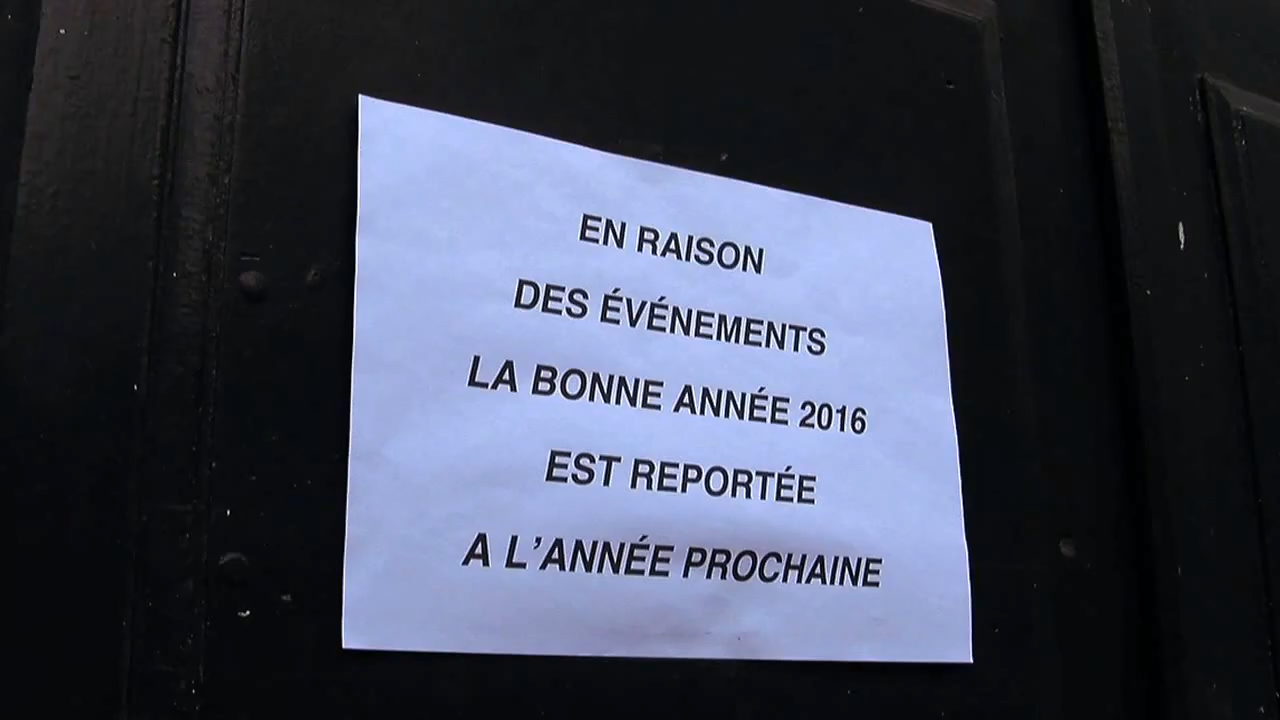 EN RAISON
DES ÉVÉNEMENTS
LA BONNE ANNÉE 2016
EST REPORTÉE
A L'ANNÉE PROCHAINE